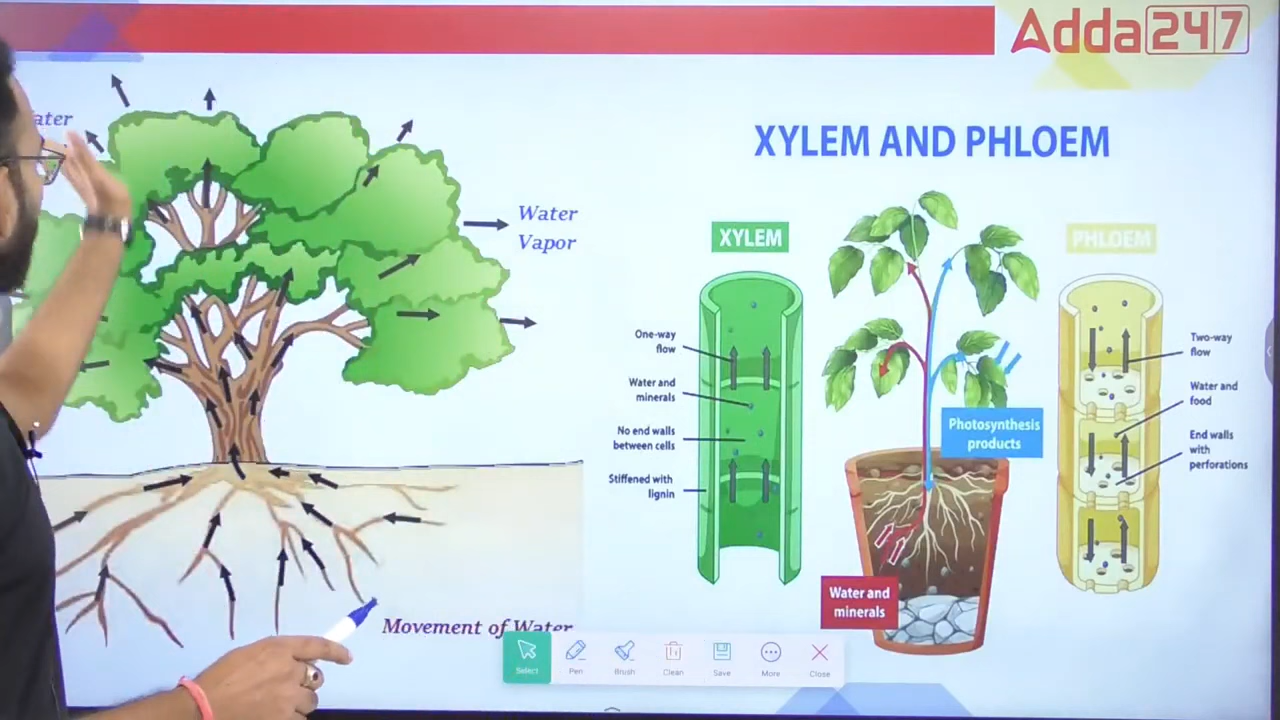 Adda247
ater
Water
Vapor
Movement of Water
XYLEM AND PHLOEM
XYLEM
One-way
flow
Water and
minerals
No end walls
between cells
Stiffened with
lignin
Photosynthesis
products
Water and
minerals
PHLOEM
Two-way
flow
Water and
food
End walls
with
perforations
Select
Pen
Brush
Clean
Save
More
Close